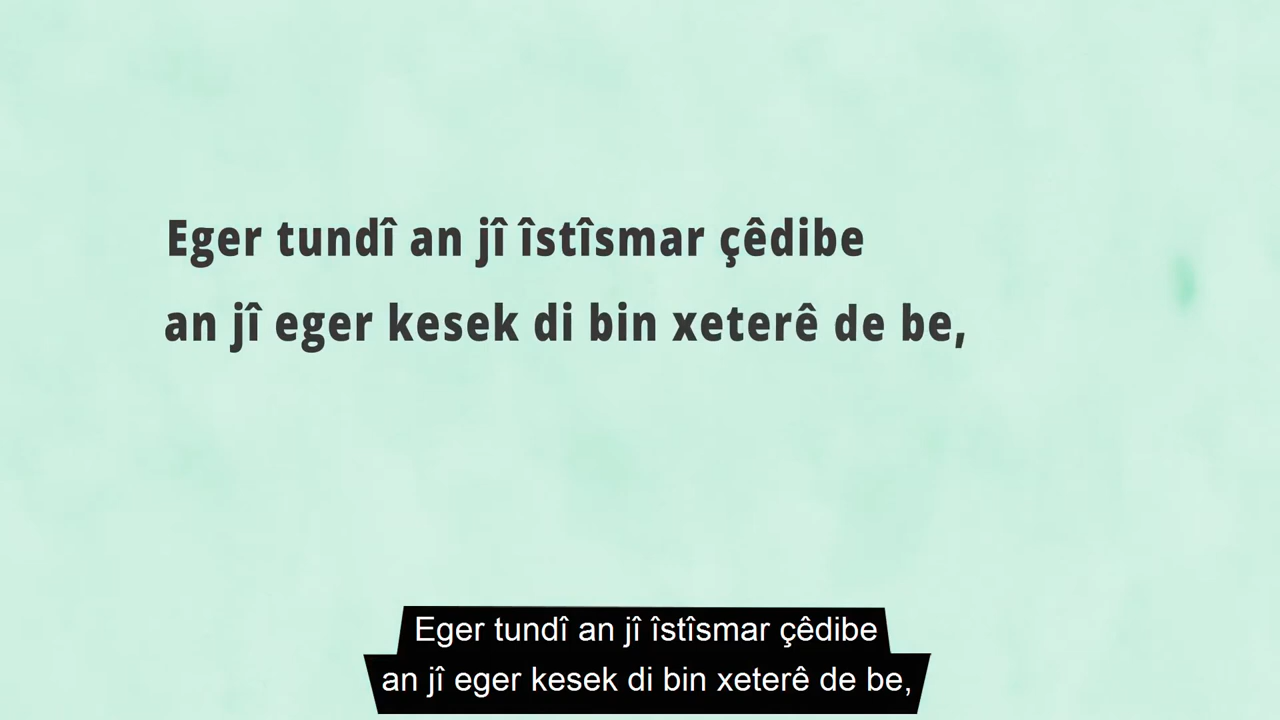 Eger tundî an jî îstîsmar çêdibe
an jî eger kesek di bin xeterê de be,
Eger tundî an jî îstîsmar çêdibe
an jî eger kesek di bin xeterê de be,